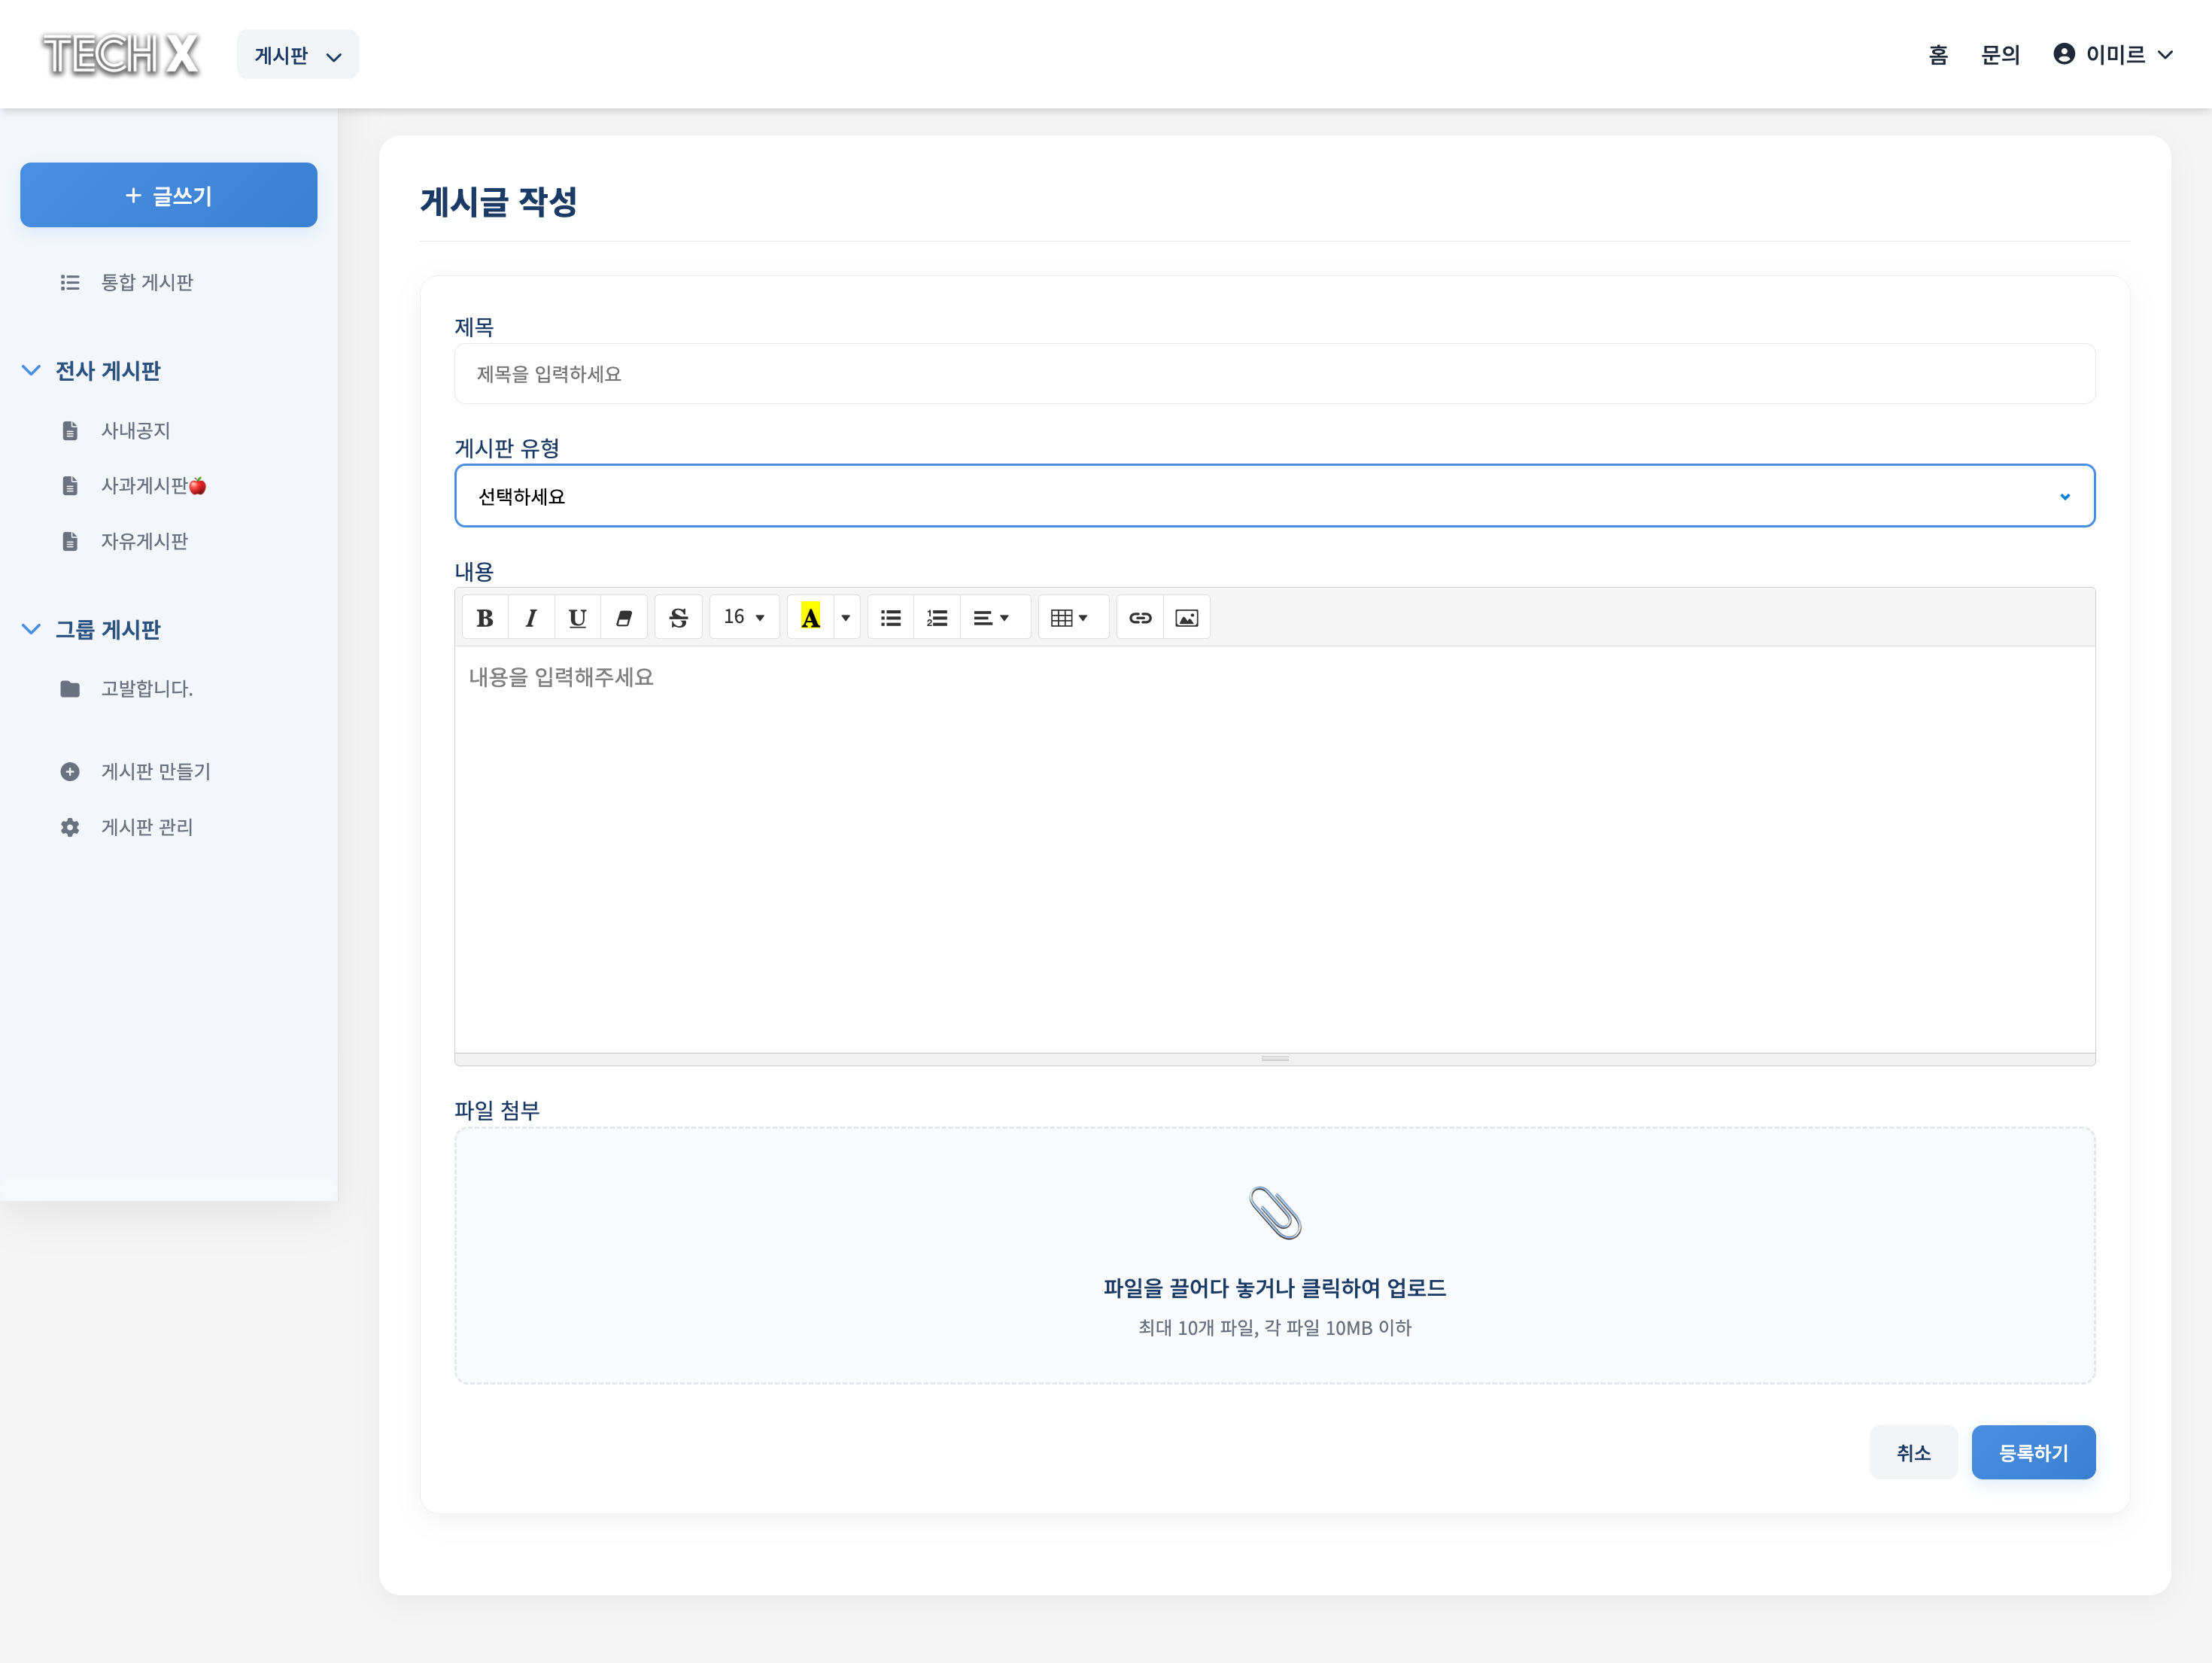 TECH X
게시판
홈 문의 이미르
+ 글쓰기
통합 게시판
전사 게시판
사내공지
사과게시판🍎
자유게시판
그룹 게시판
고발합니다.
게시판 만들기
게시판 관리
게시글 작성
제목
제목을 입력하세요
게시판 유형
선택하세요
내용
B I U S 16 A
내용을 입력해주세요
파일 첨부
파일을 끌어다 놓거나 클릭하여 업로드
최대 10개 파일, 각 파일 10MB 이하
취소 등록하기